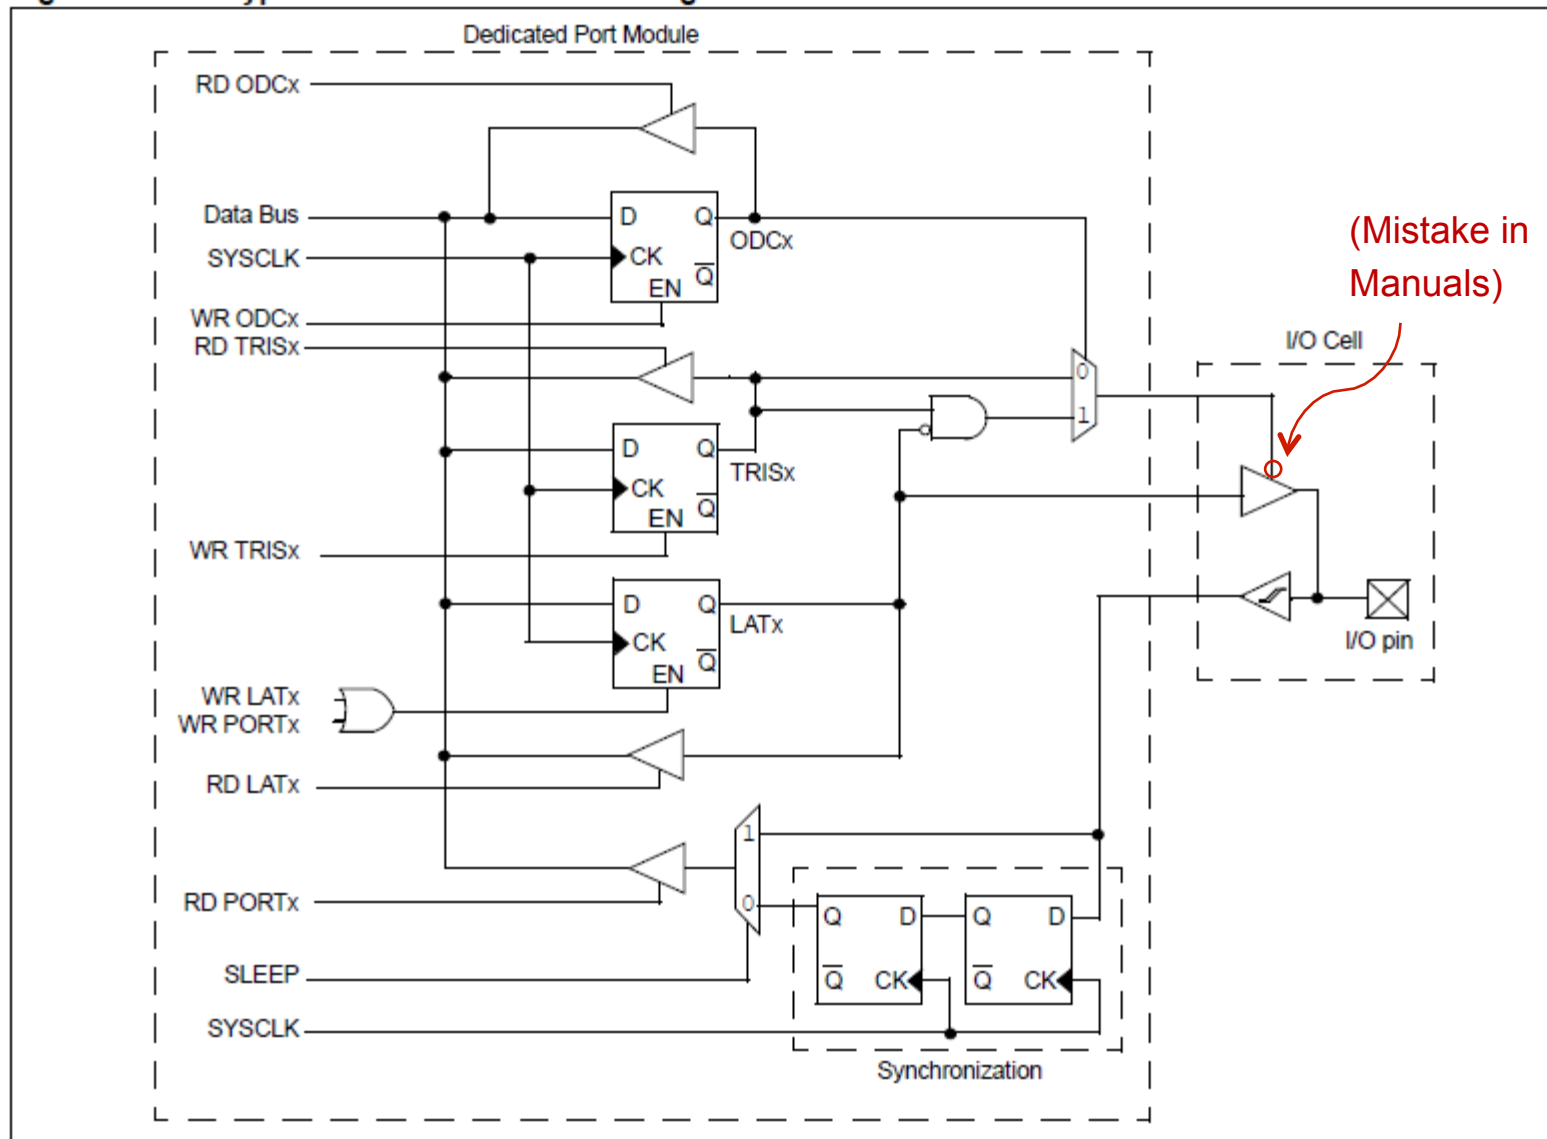 Dedicated Port Module
RD ODCx
Data Bus
D Q
ODCx
SYSCLK
CK
Q
EN
WR ODCx
RD TRISx
(Mistake in
Manuals)
I/O Cell
0
1
D Q
TRISx
CK
Q
EN
WR TRISx
D Q
LATx
CK
Q
EN
I/O pin
WR LATx
WR PORTx
RD LATx
1
0
RD PORTx
Q D Q D
SLEEP
Q CK Q CK
SYSCLK
Synchronization